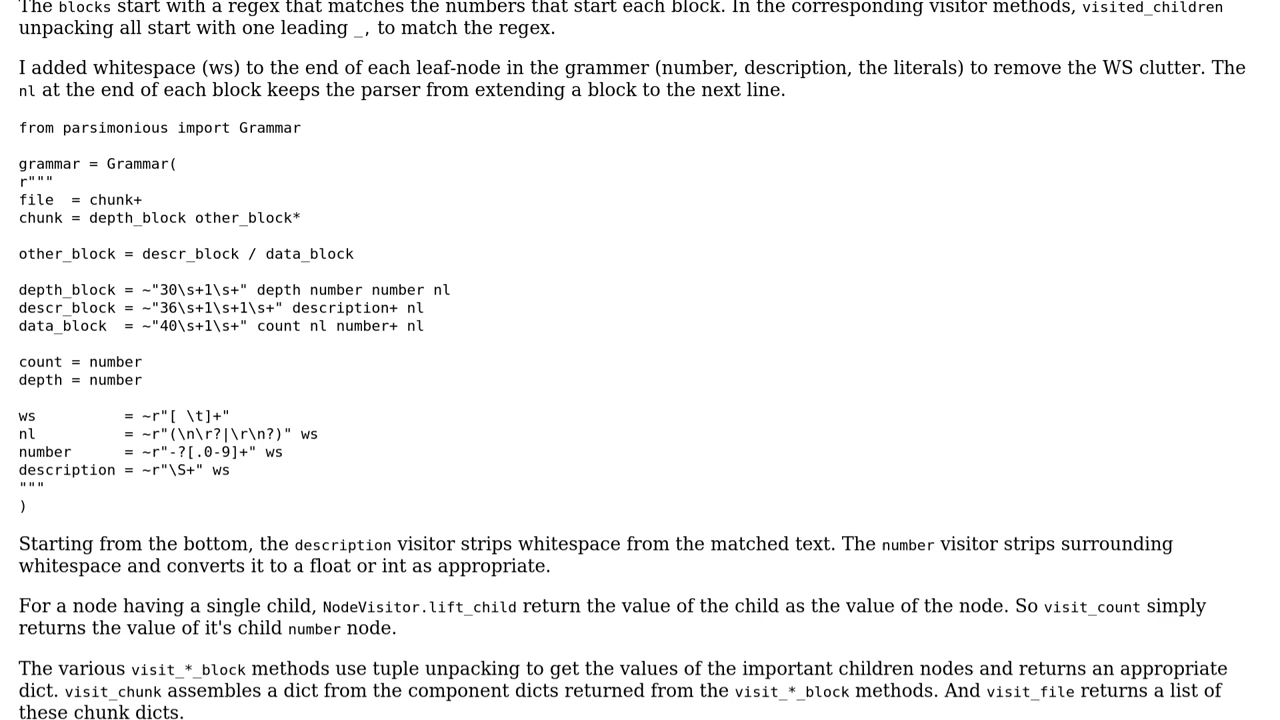 The blocks start with a regex that matches the numbers that start each block. In the corresponding visitor methods, visited_children
unpacking all start with one leading _, to match the regex.
I added whitespace (ws) to the end of each leaf-node in the grammer (number, description, the literals) to remove the WS clutter. The
nl at the end of each block keeps the parser from extending a block to the next line.
from parsimonious import Grammar
grammar = Grammar(
r"""
file  = chunk+
chunk = depth_block other_block*
other_block = descr_block / data_block
depth_block = ~"30\s+1\s+" depth number number nl
descr_block = ~"36\s+1\s+1\s+" description+ nl
data_block  = ~"40\s+1\s+" count nl number+ nl
count = number
depth = number
ws          = ~r"[ \t]+"
nl          = ~r"(\n\r?|\r\n?)" ws
number      = ~r"-?[.0-9]+" ws
description = ~r"\S+" ws
"""
)
Starting from the bottom, the description visitor strips whitespace from the matched text. The number visitor strips surrounding
whitespace and converts it to a float or int as appropriate.
For a node having a single child, NodeVisitor.lift_child return the value of the child as the value of the node. So visit_count simply
returns the value of it's child number node.
The various visit_*_block methods use tuple unpacking to get the values of the important children nodes and returns an appropriate
dict. visit_chunk assembles a dict from the component dicts returned from the visit_*_block methods. And visit_file returns a list of
these chunk dicts.